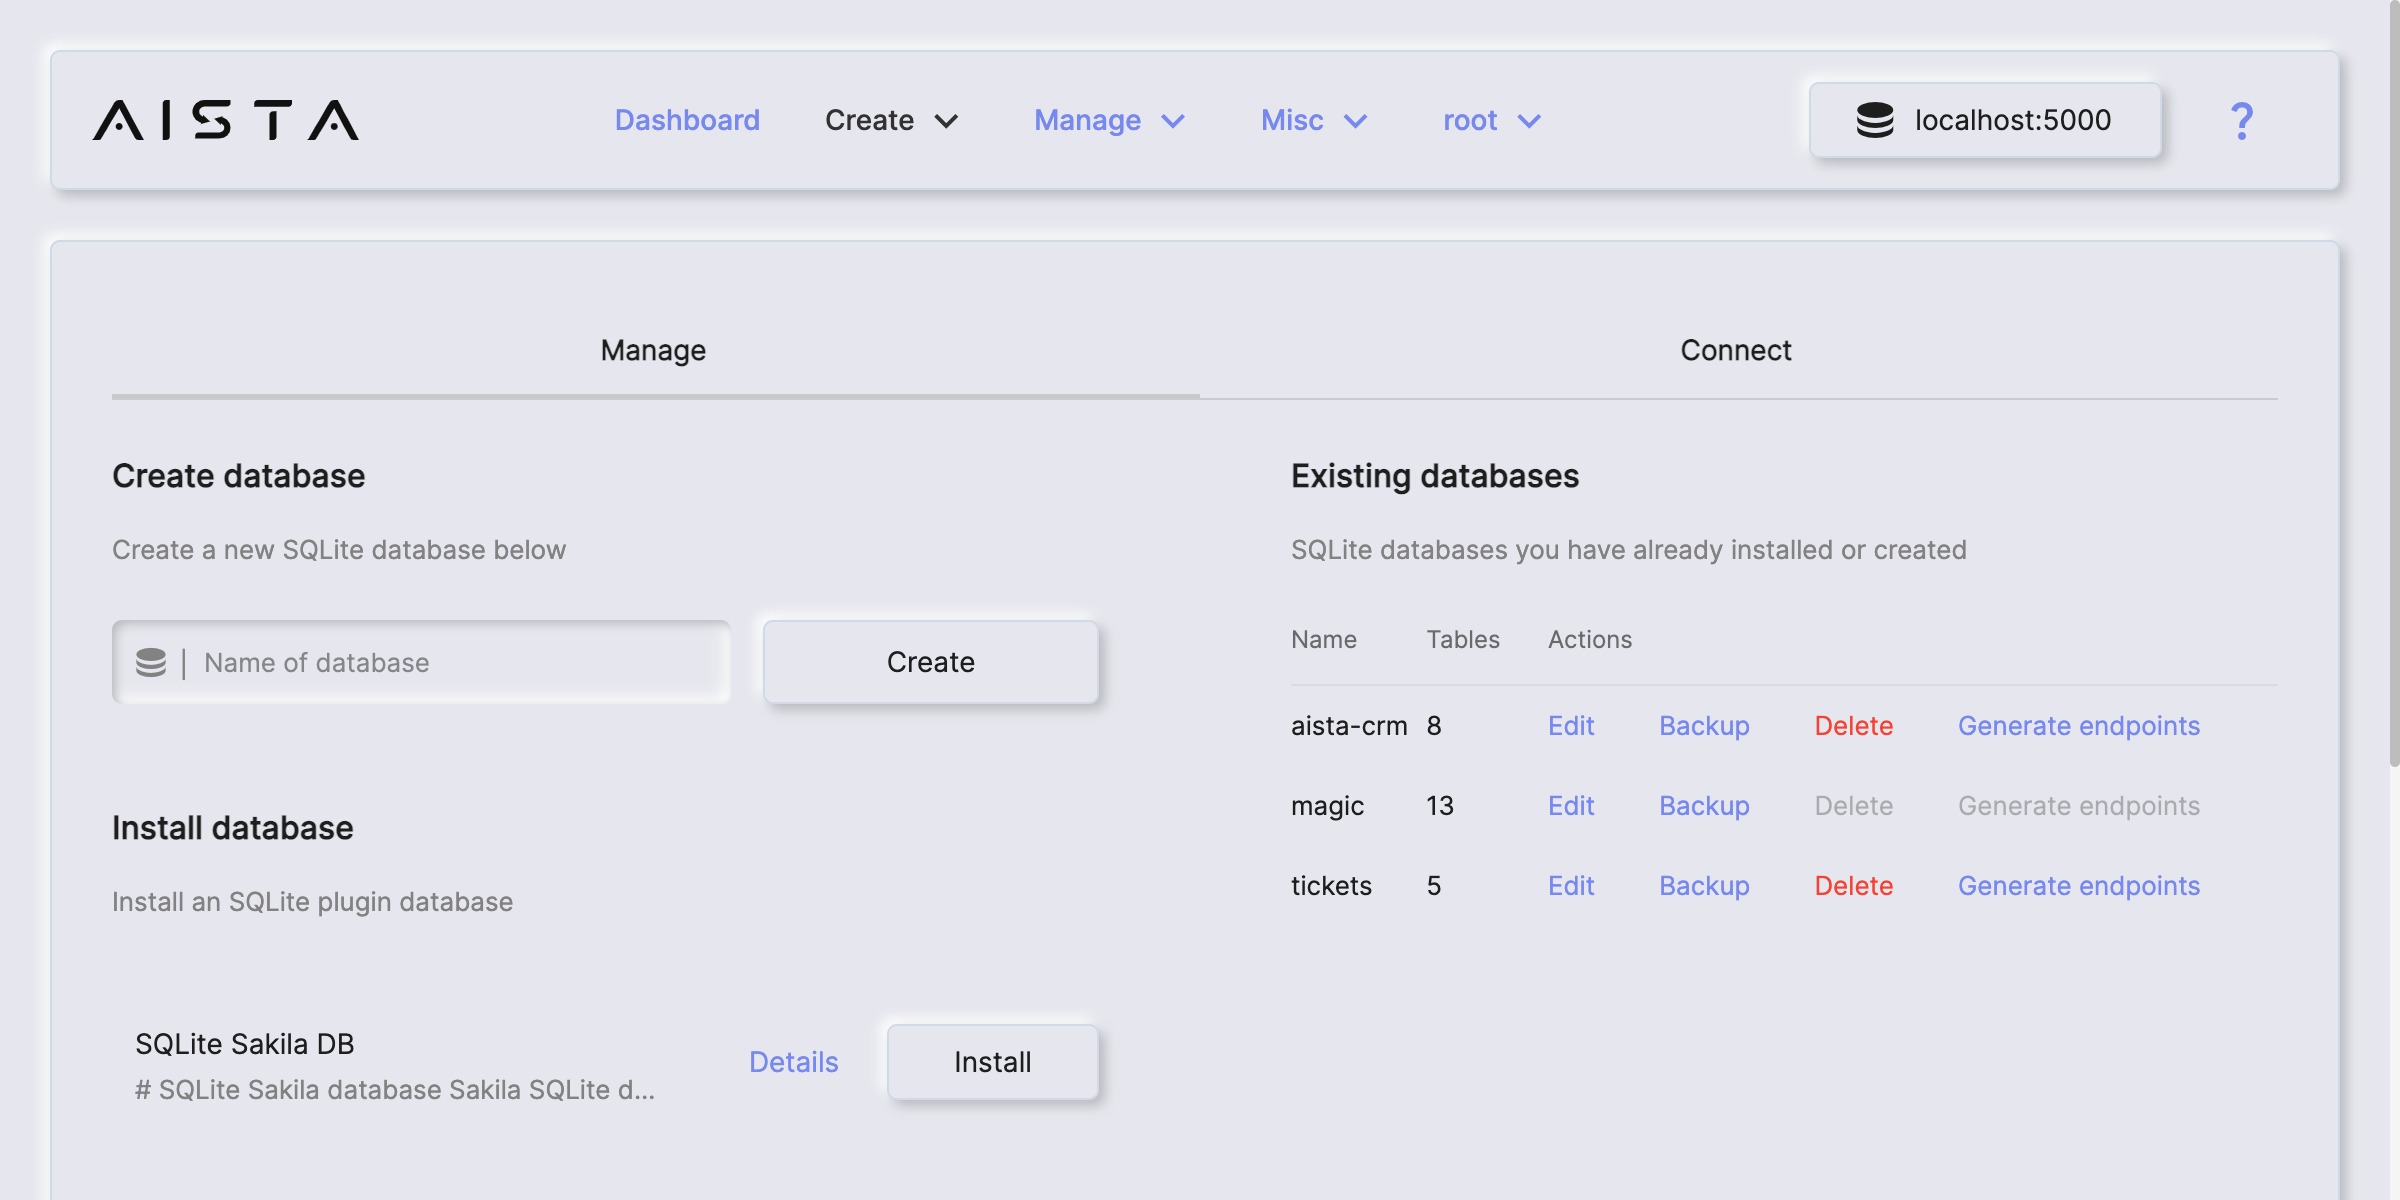 AISTA
Dashboard Create Manage Misc root localhost:5000 ?
Manage Connect
Create database
Create a new SQLite database below
Name of database Create
Install database
Install an SQLite plugin database
SQLite Sakila DB
# SQLite Sakila database Sakila SQLite d...
Details Install
Existing databases
SQLite databases you have already installed or created
Name Tables Actions
aista-crm 8 Edit Backup Delete Generate endpoints
magic 13 Edit Backup Delete Generate endpoints
tickets 5 Edit Backup Delete Generate endpoints